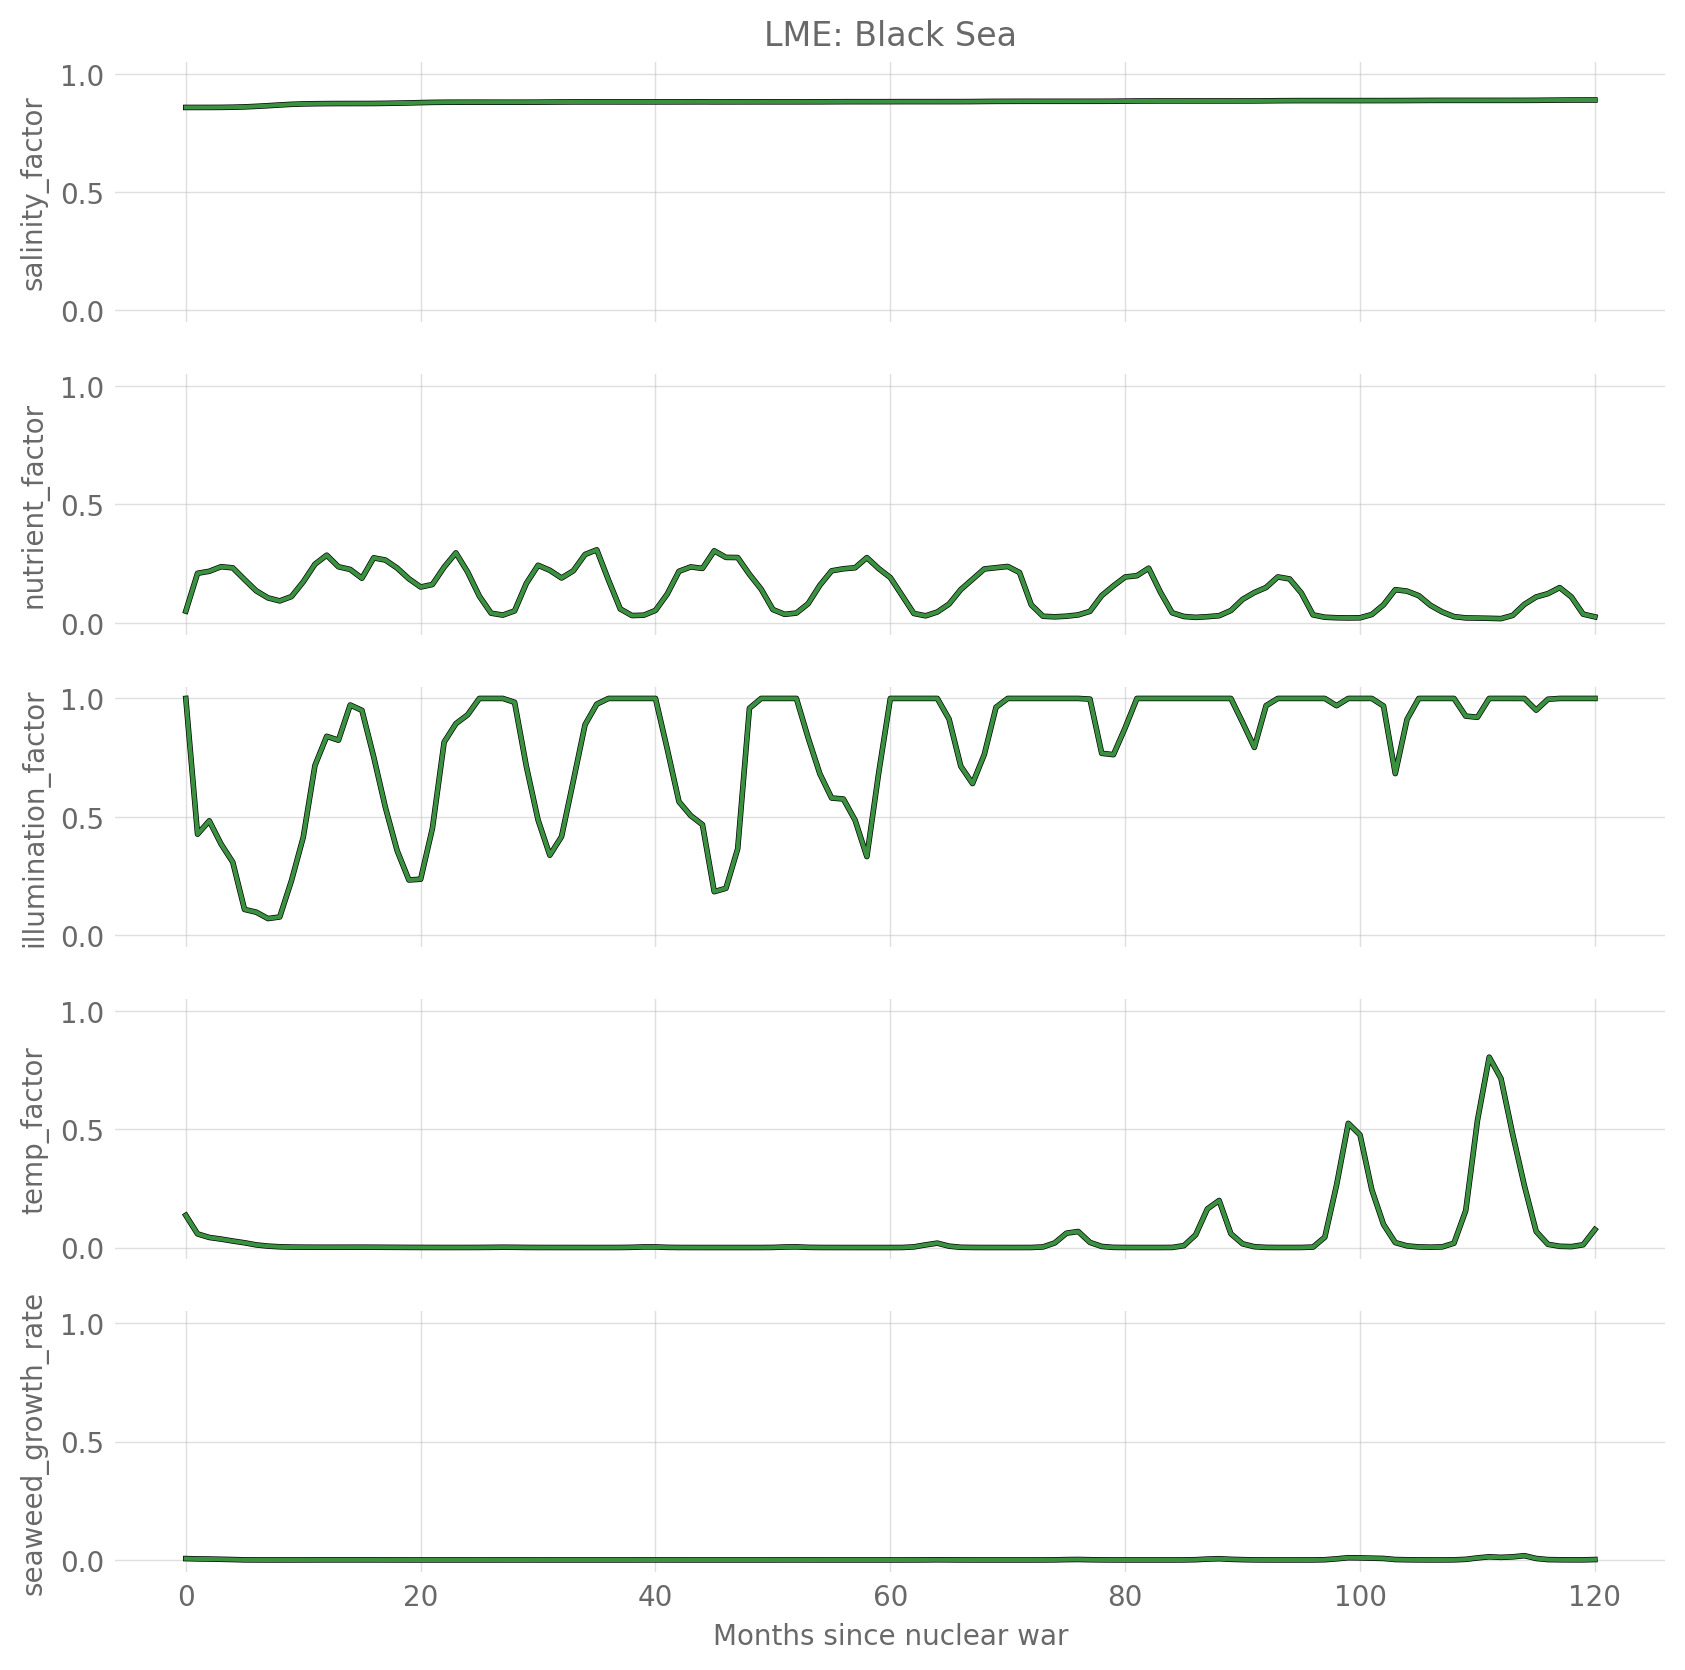 LME: Black Sea
1.0
0.5
0.0
salinity_factor
1.0
0.5
0.0
nutrient_factor
1.0
0.5
0.0
illumination_factor
1.0
0.5
0.0
temp_factor
1.0
0.5
0.0
seaweed_growth_rate
0 20 40 60 80 100 120
Months since nuclear war